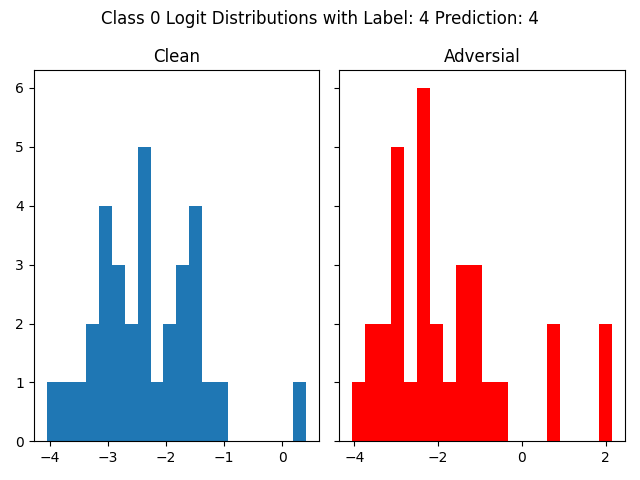 Class 0 Logit Distributions with Label: 4 Prediction: 4
Clean
Adversial
6
5
4
3
2
1
0
−4 −3 −2 −1 0
−4 −2 0 2